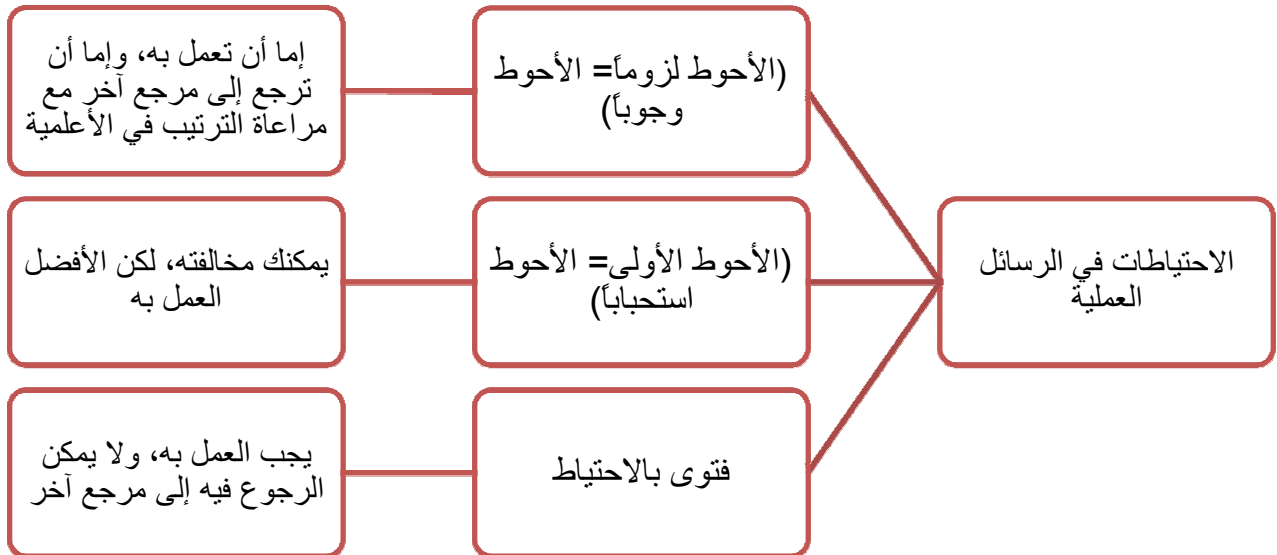 الاحتياطات في الرسائل
العملية
(الأحوط لزوماً= الأحوط
وجوباً)
إما أن تعمل به، وإما أن
ترجع إلى مرجع آخر مع
مراعاة الترتيب في الأعلمية
(الأحوط الأولى= الأحوط
استحباباً)
يمكنك مخالفته، لكن الأفضل
العمل به
فتوى بالاحتياط
يجب العمل به، ولا يمكن
الرجوع فيه إلى مرجع آخر